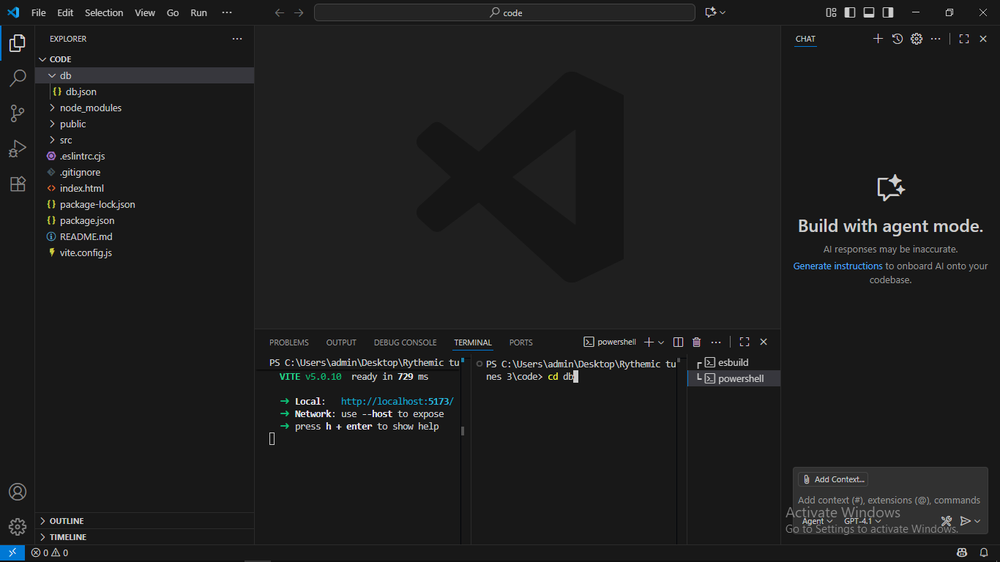 File Edit Selection View Go Run ···
code
EXPLORER
CODE
db
db.json
node_modules
public
src
.eslintrc.cjs
.gitignore
index.html
package-lock.json
package.json
README.md
vite.config.js
OUTLINE
TIMELINE
0 0
PROBLEMS OUTPUT DEBUG CONSOLE TERMINAL PORTS
powershell
PS C:\Users\admin\Desktop\Rythemic tu
VITE v5.0.10 ready in 729 ms
➜ Local: http://localhost:5173/
➜ Network: use --host to expose
➜ press h + enter to show help
PS C:\Users\admin\Desktop\Rythemic tu
nes 3\code> cd db
esbuild
powershell
CHAT
Build with agent mode.
AI responses may be inaccurate.
Generate instructions to onboard AI onto your
codebase.
Add Context...
Add context (#), extensions (@), commands
Agent GPT-4.1
Activate Windows
Go to Settings to activate Windows.